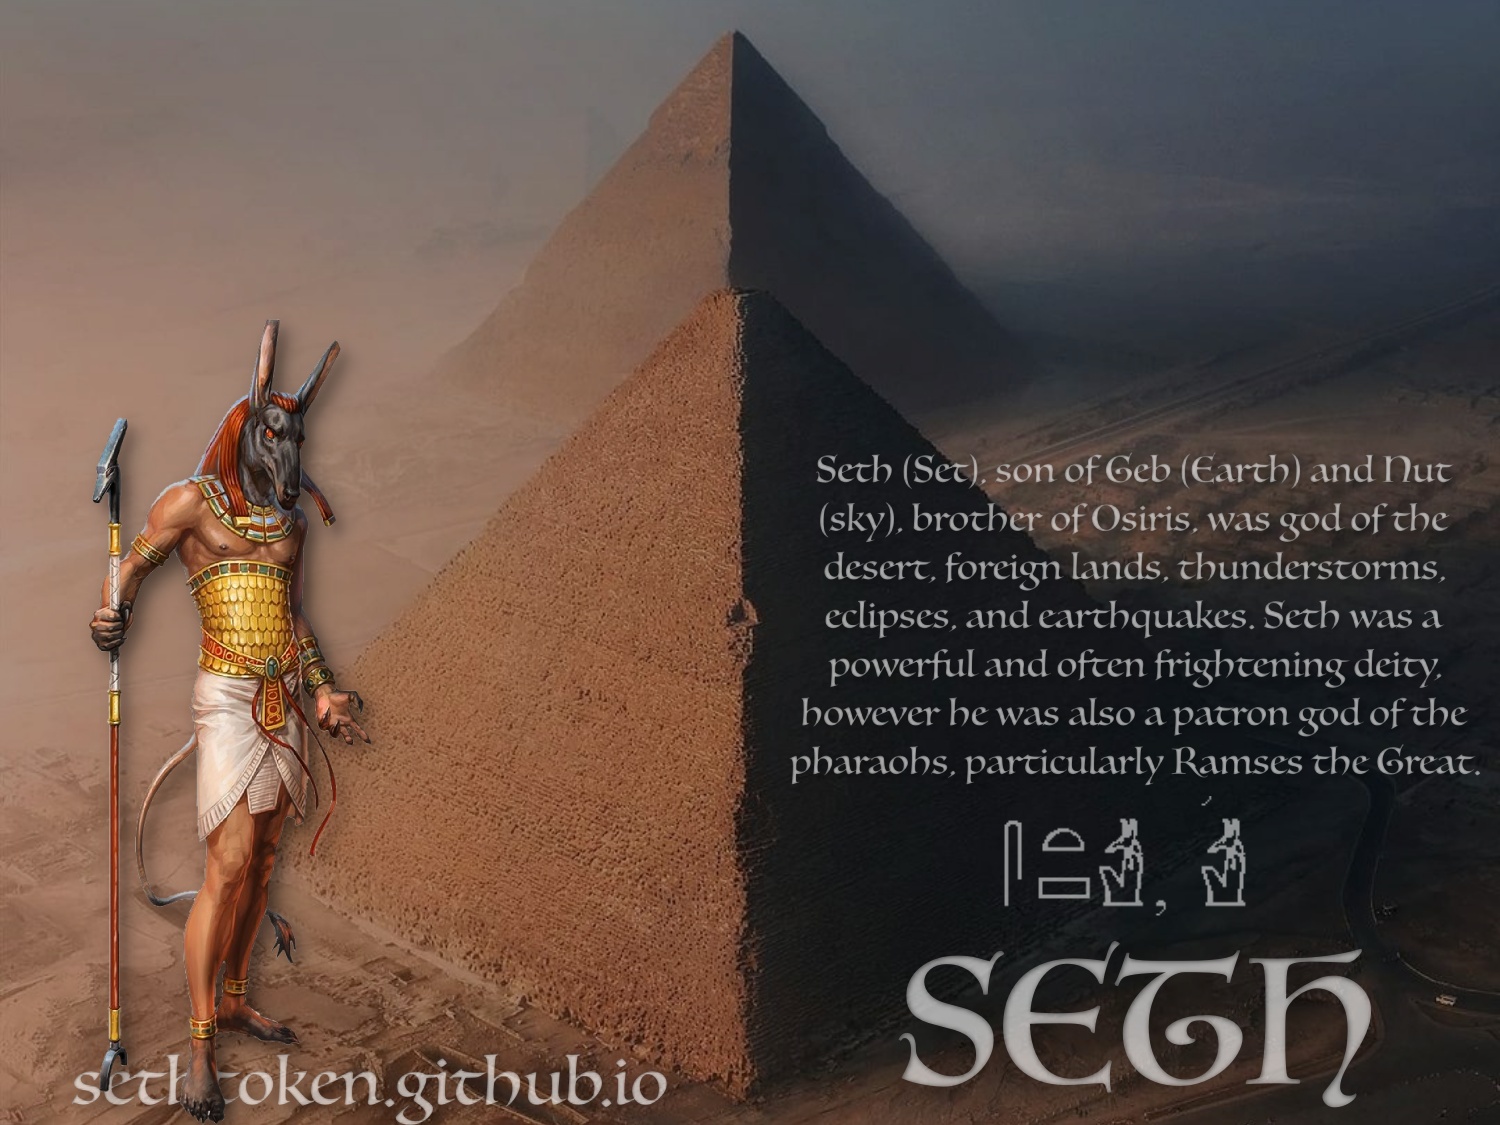 Seth (Set), son of Geb (Earth) and Nut
(sky), brother of Osiris, was god of the
desert, foreign lands, thunderstorms,
eclipses, and earthquakes. Seth was a
powerful and often frightening deity,
however he was also a patron god of the
pharaohs, particularly Ramses the Great.
𓋴𓏏𓈙𓃩, 𓃩
SETH
sethtoken.github.io